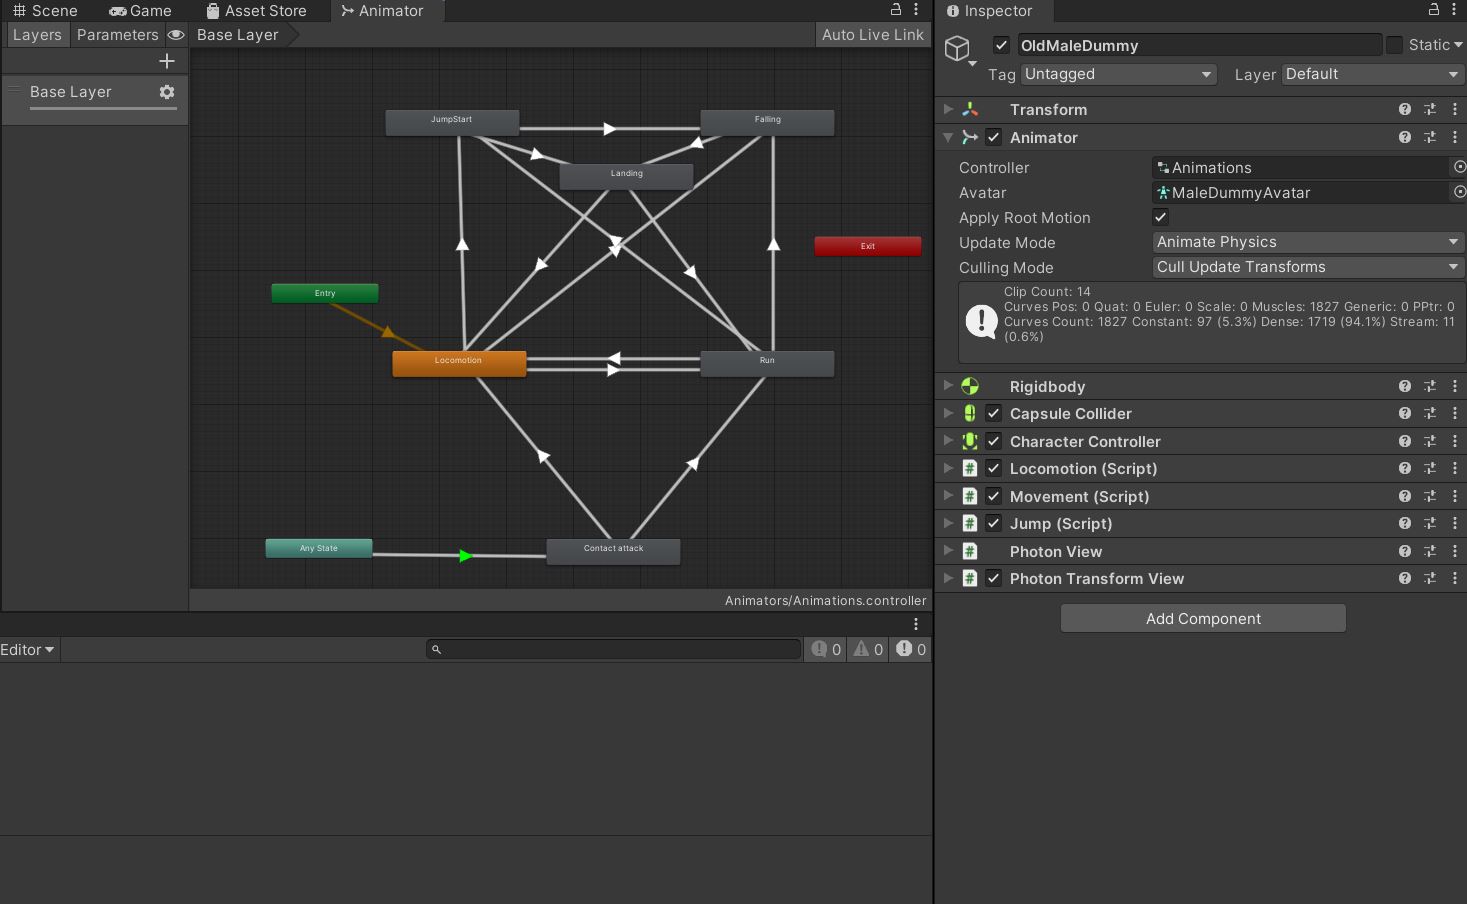 Scene Game Asset Store Animator
Layers Parameters Base Layer Auto Live Link
Base Layer
JumpStart
Falling
Landing
Exit
Entry
Locomotion
Run
Any State
Contact attack
Animators/Animations.controller
Editor
0 0 0
Inspector
OldMaleDummy Static
Tag Untagged Layer Default
Transform
Animator
Controller Animations
Avatar MaleDummyAvatar
Apply Root Motion
Update Mode Animate Physics
Culling Mode Cull Update Transforms
Clip Count: 14
Curves Pos: 0 Quat: 0 Euler: 0 Scale: 0 Muscles: 1827 Generic: 0 PPtr: 0
Curves Count: 1827 Constant: 97 (5.3%) Dense: 1719 (94.1%) Stream: 11
(0.6%)
Rigidbody
Capsule Collider
Character Controller
Locomotion (Script)
Movement (Script)
Jump (Script)
Photon View
Photon Transform View
Add Component